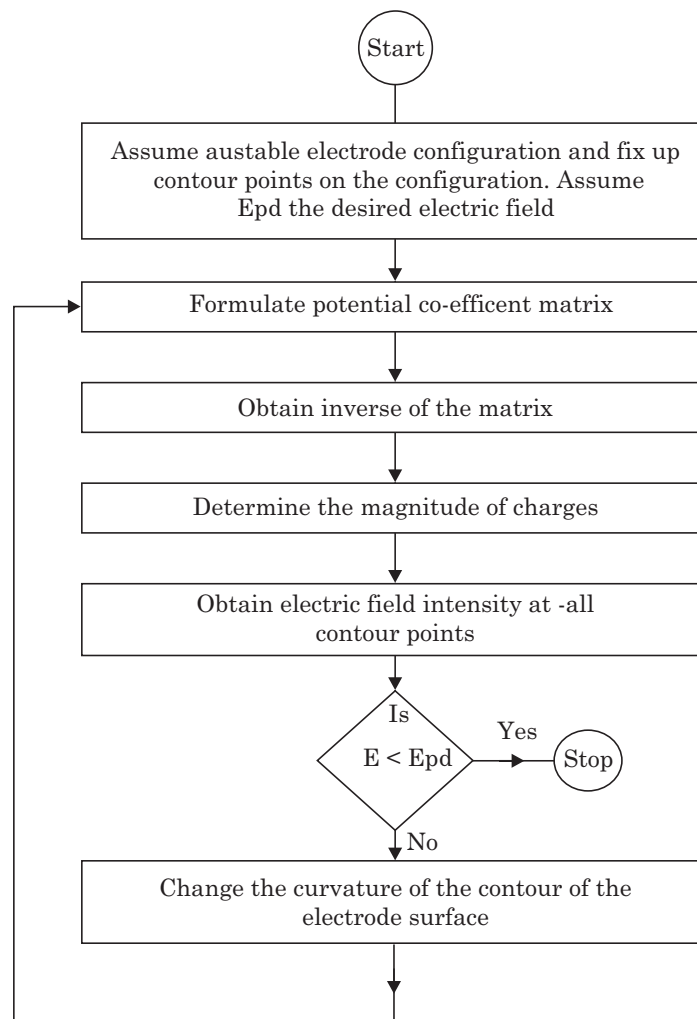 Start
Assume austable electrode configuration and fix up
contour points on the configuration. Assume
Epd the desired electric field
Formulate potential co-efficent matrix
Obtain inverse of the matrix
Determine the magnitude of charges
Obtain electric field intensity at -all
contour points
Is
E < Epd
Yes
Stop
No
Change the curvature of the contour of the
electrode surface